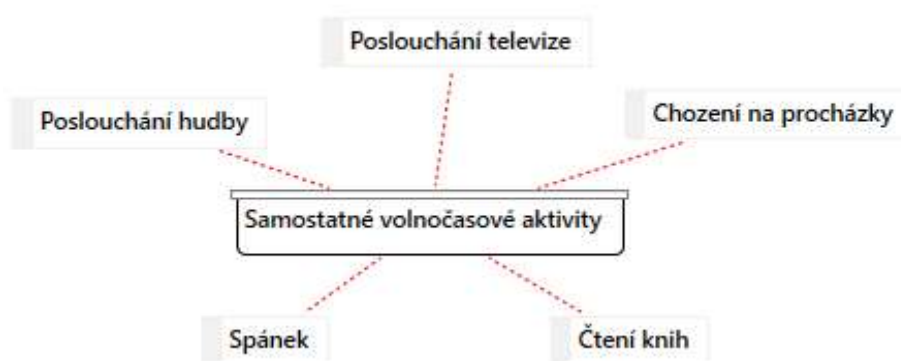 Poslouchání televize
Poslouchání hudby
Chození na procházky
Samostatné volnočasové aktivity
Spánek
Čtení knih